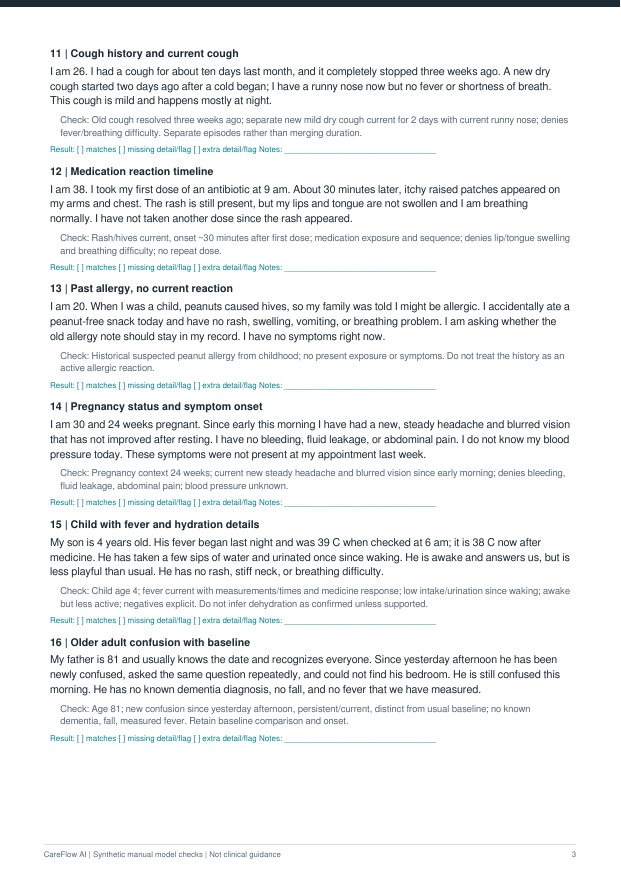 11 | Cough history and current cough
I am 26. I had a cough for about ten days last month, and it completely stopped three weeks ago. A new dry
cough started two days ago after a cold began; I have a runny nose now but no fever or shortness of breath.
This cough is mild and happens mostly at night.
Check: Old cough resolved three weeks ago; separate new mild dry cough current for 2 days with current runny nose; denies
fever/breathing difficulty. Separate episodes rather than merging duration.
Result: [ ] matches [ ] missing detail/flag [ ] extra detail/flag Notes: ______________________________
12 | Medication reaction timeline
I am 38. I took my first dose of an antibiotic at 9 am. About 30 minutes later, itchy raised patches appeared on
my arms and chest. The rash is still present, but my lips and tongue are not swollen and I am breathing
normally. I have not taken another dose since the rash appeared.
Check: Rash/hives current, onset ~30 minutes after first dose; medication exposure and sequence; denies lip/tongue swelling
and breathing difficulty; no repeat dose.
Result: [ ] matches [ ] missing detail/flag [ ] extra detail/flag Notes: ______________________________
13 | Past allergy, no current reaction
I am 20. When I was a child, peanuts caused hives, so my family was told I might be allergic. I accidentally ate a
peanut-free snack today and have no rash, swelling, vomiting, or breathing problem. I am asking whether the
old allergy note should stay in my record. I have no symptoms right now.
Check: Historical suspected peanut allergy from childhood; no present exposure or symptoms. Do not treat the history as an
active allergic reaction.
Result: [ ] matches [ ] missing detail/flag [ ] extra detail/flag Notes: ______________________________
14 | Pregnancy status and symptom onset
I am 30 and 24 weeks pregnant. Since early this morning I have had a new, steady headache and blurred vision
that has not improved after resting. I have no bleeding, fluid leakage, or abdominal pain. I do not know my blood
pressure today. These symptoms were not present at my appointment last week.
Check: Pregnancy context 24 weeks; current new steady headache and blurred vision since early morning; denies bleeding,
fluid leakage, abdominal pain; blood pressure unknown.
Result: [ ] matches [ ] missing detail/flag [ ] extra detail/flag Notes: ______________________________
15 | Child with fever and hydration details
My son is 4 years old. His fever began last night and was 39 C when checked at 6 am; it is 38 C now after
medicine. He has taken a few sips of water and urinated once since waking. He is awake and answers us, but is
less playful than usual. He has no rash, stiff neck, or breathing difficulty.
Check: Child age 4; fever current with measurements/times and medicine response; low intake/urination since waking; awake
but less active; negatives explicit. Do not infer dehydration as confirmed unless supported.
Result: [ ] matches [ ] missing detail/flag [ ] extra detail/flag Notes: ______________________________
16 | Older adult confusion with baseline
My father is 81 and usually knows the date and recognizes everyone. Since yesterday afternoon he has been
newly confused, asked the same question repeatedly, and could not find his bedroom. He is still confused this
morning. He has no known dementia diagnosis, no fall, and no fever that we have measured.
Check: Age 81; new confusion since yesterday afternoon, persistent/current, distinct from usual baseline; no known
dementia, fall, measured fever. Retain baseline comparison and onset.
Result: [ ] matches [ ] missing detail/flag [ ] extra detail/flag Notes: ______________________________
CareFlow AI | Synthetic manual model checks | Not clinical guidance
3